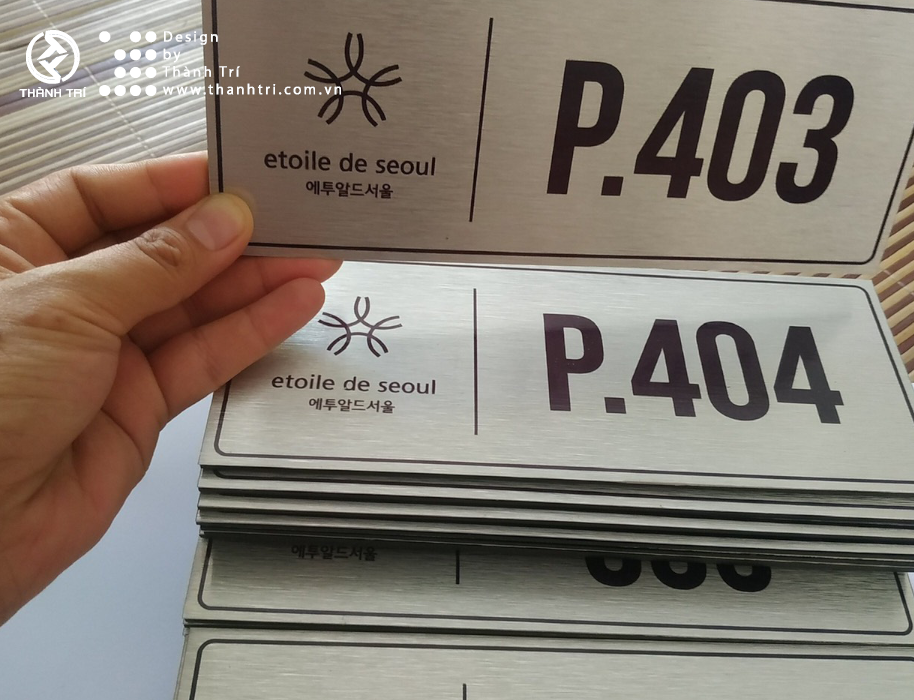 THÀNH TRÍ
Design
by
Thành Trí
www.thanhtri.com.vn
etoile de seoul
에투알드서울
P.403
etoile de seoul
에투알드서울
P.404
에투알드서울